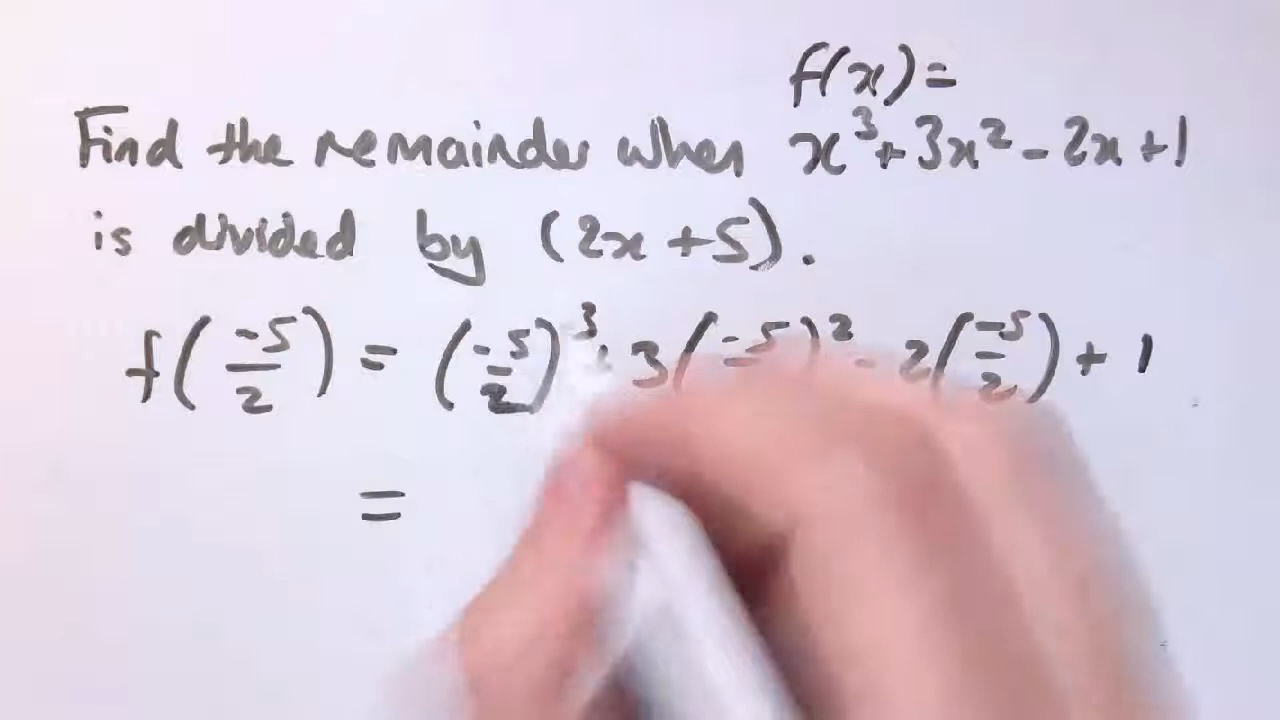 f(x)=
Find the remainder when x³+3x²-2x+1
is divided by (2x+5).
f(-5/2) = (-5/2)³+3(-5/2)²-2(-5/2)+1
=